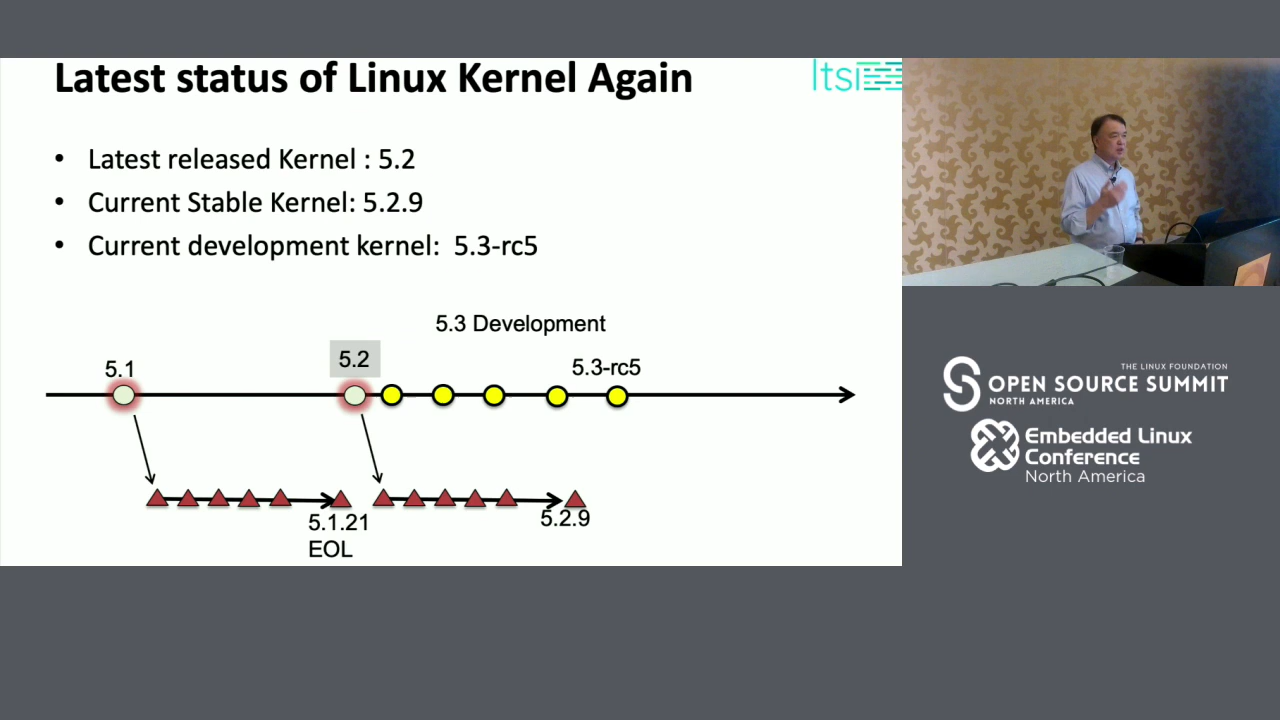 Latest status of Linux Kernel Again
ltsi
• Latest released Kernel : 5.2
• Current Stable Kernel: 5.2.9
• Current development kernel:  5.3-rc5
5.3 Development
5.1
5.2
5.3-rc5
5.1.21
EOL
5.2.9
THE LINUX FOUNDATION
OPEN SOURCE SUMMIT
NORTH AMERICA
Embedded Linux
Conference
North America